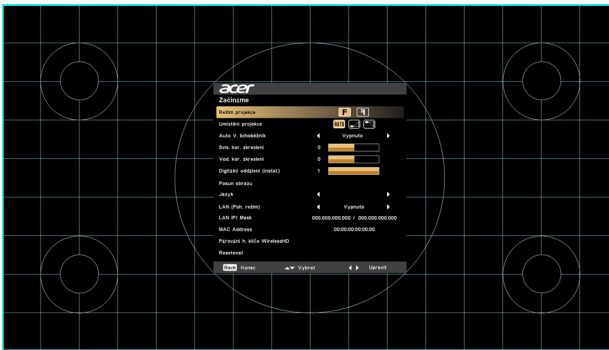 acer
Začínáme
Režim projekce F
Umístění projekce AUTO
Auto V. lichoběžník Vypnuto
Svis. kor. zkreslení 0
Vod. kor. zkreslení 0
Digitální oddálení (instal.) 1
Posun obrazu
Jazyk
LAN (Poh. režim) Vypnuto
LAN IP/ Mask 000.000.000.000 / 000.000.000.000
MAC Address 00:00:00:00:00:00
Párování h. klíče WirelessHD
Resetovat
Back Konec Vybrat Upravit